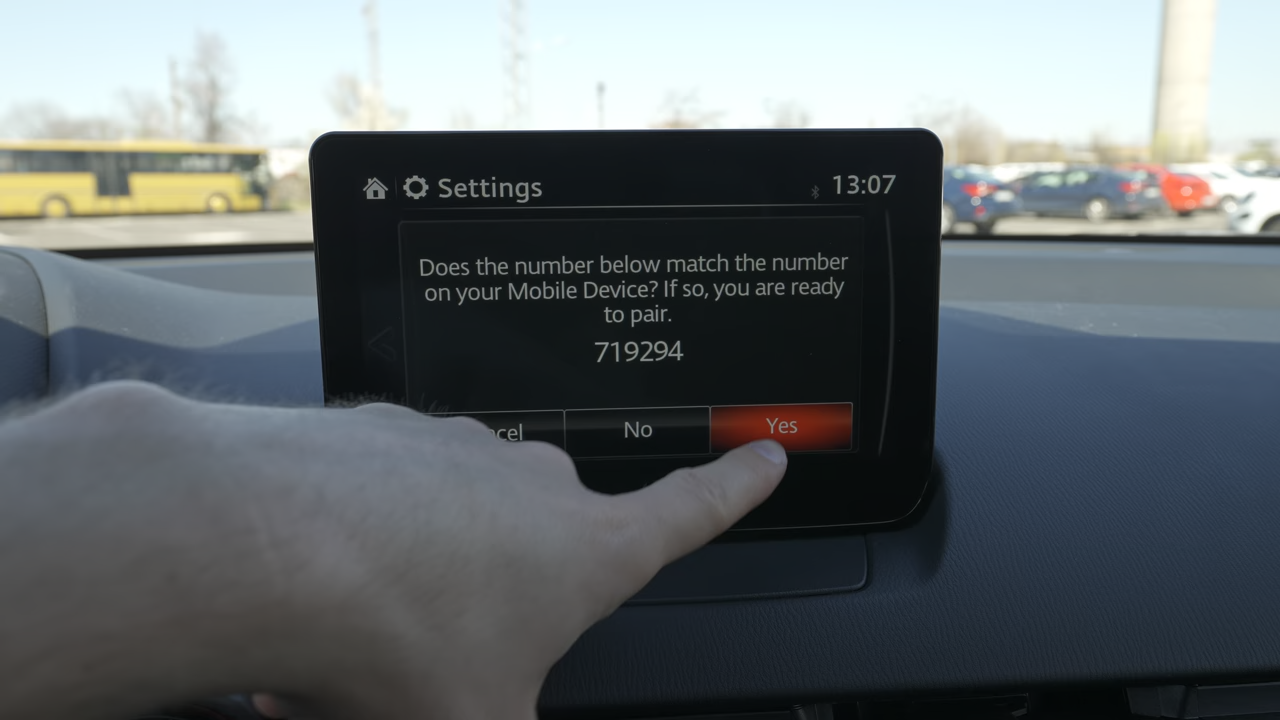 Settings
13:07
Does the number below match the number
on your Mobile Device? If so, you are ready
to pair.
719294
No
Yes